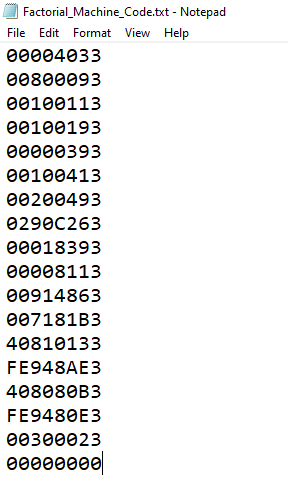 Factorial_Machine_Code.txt - Notepad
File Edit Format View Help
00004033
00800093
00100113
00100193
00000393
00100413
00200493
0290C263
00018393
00008113
00914863
007181B3
40810133
FE948AE3
408080B3
FE9480E3
00300023
00000000